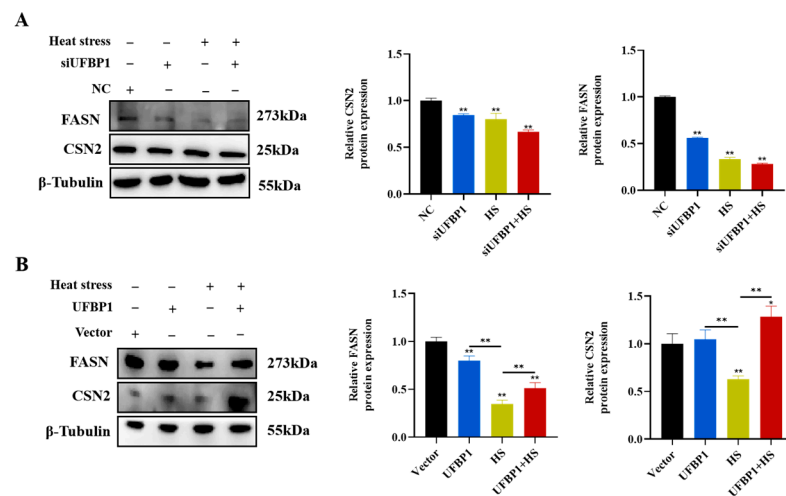 A
Heat stress – – + +
siUFBP1 – + – +
NC + – – –
FASN 273kDa
CSN2 25kDa
β-Tubulin 55kDa
Relative CSN2
protein expression
1.5
1.0
0.5
0.0
** ** **
NC siUFBP1 HS siUFBP1+HS
Relative FASN
protein expression
1.5
1.0
0.5
0.0
** ** **
NC siUFBP1 HS siUFBP1+HS
B
Heat stress – – + +
UFBP1 – + – +
Vector + – – –
FASN 273kDa
CSN2 25kDa
β-Tubulin 55kDa
Relative FASN
protein expression
1.5
1.0
0.5
0.0
** **
** ** **
Vector UFBP1 HS UFBP1+HS
Relative CSN2
protein expression
1.5
1.0
0.5
0.0
** **
** *
Vector UFBP1 HS UFBP1+HS